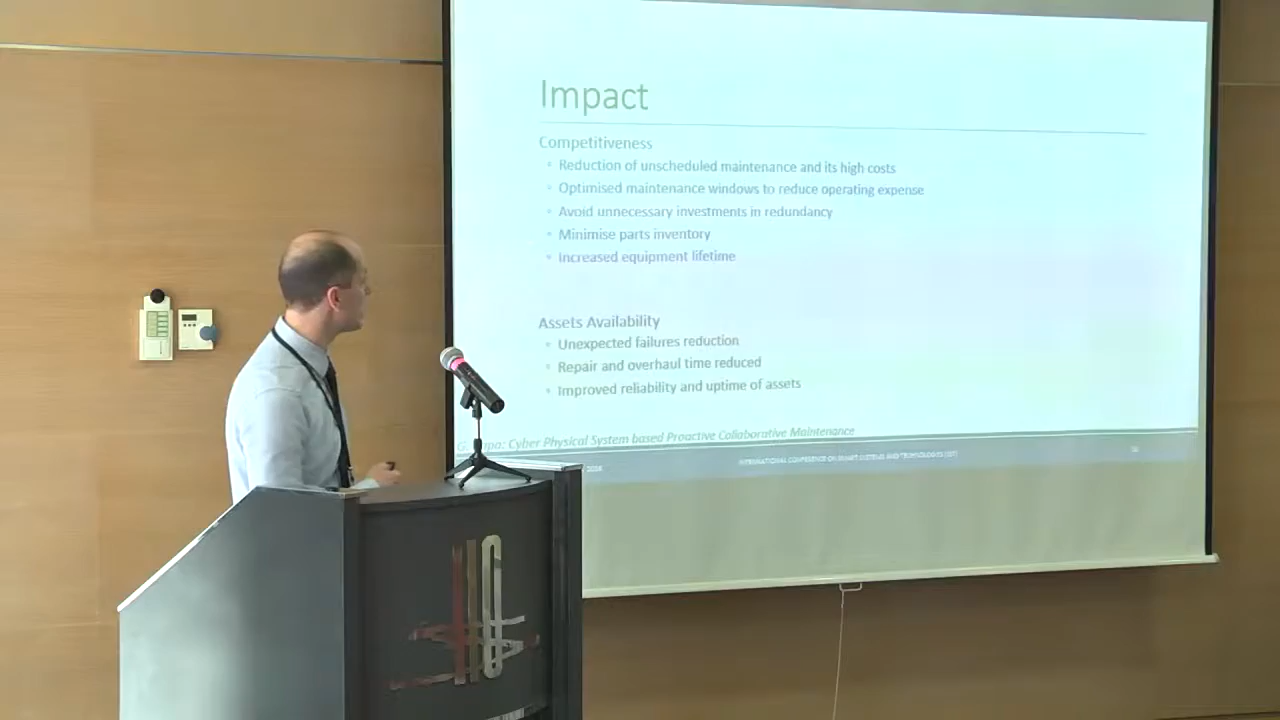 Impact
Competitiveness
Reduction of unscheduled maintenance and its high costs
Optimised maintenance windows to reduce operating expense
Avoid unnecessary investments in redundancy
Minimise parts inventory
Increased equipment lifetime
Assets Availability
Unexpected failures reduction
Repair and overhaul time reduced
Improved reliability and uptime of assets
Cyber Physical System based Proactive Collaborative Maintenance
INTERNATIONAL CONFERENCE ON SMART SYSTEMS AND TECHNOLOGIES (SST)